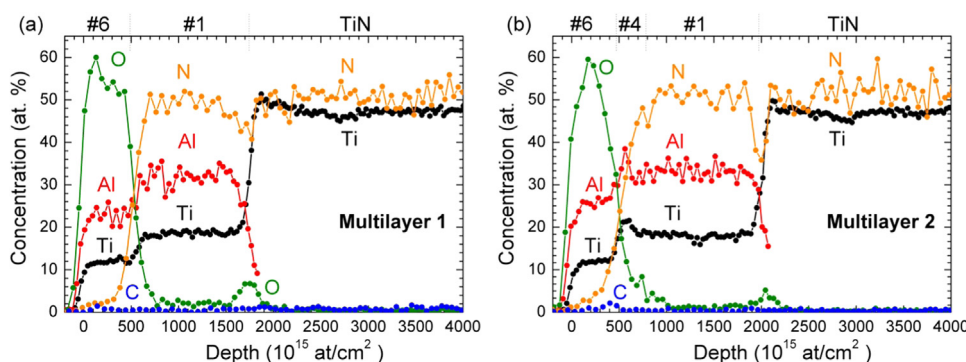 (a) #6 #1 TiN
60
50
40
30
20
10
0
Concentration (at. %)
O
N
Al
Ti
Ti
Al
Ti
C
O
Multilayer 1
0 500 1000 1500 2000 2500 3000 3500 4000
Depth (10¹⁵ at/cm²)
(b) #6 #4 #1 TiN
60
50
40
30
20
10
0
Concentration (at. %)
O
N
Al
Ti
Al
Ti
Ti
C
O
Multilayer 2
0 500 1000 1500 2000 2500 3000 3500 4000
Depth (10¹⁵ at/cm²)